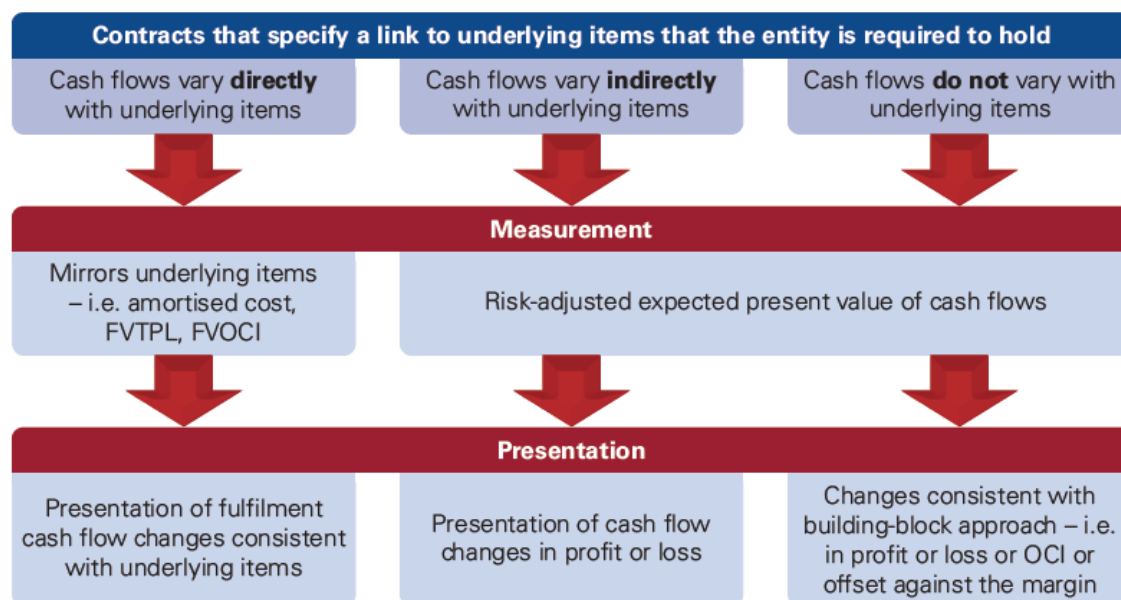 Contracts that specify a link to underlying items that the entity is required to hold
Cash flows vary directly
with underlying items
Cash flows vary indirectly
with underlying items
Cash flows do not vary with
underlying items
Measurement
Mirrors underlying items
– i.e. amortised cost,
FVTPL, FVOCI
Risk-adjusted expected present value of cash flows
Presentation
Presentation of fulfilment
cash flow changes consistent
with underlying items
Presentation of cash flow
changes in profit or loss
Changes consistent with
building-block approach – i.e.
in profit or loss or OCI or
offset against the margin